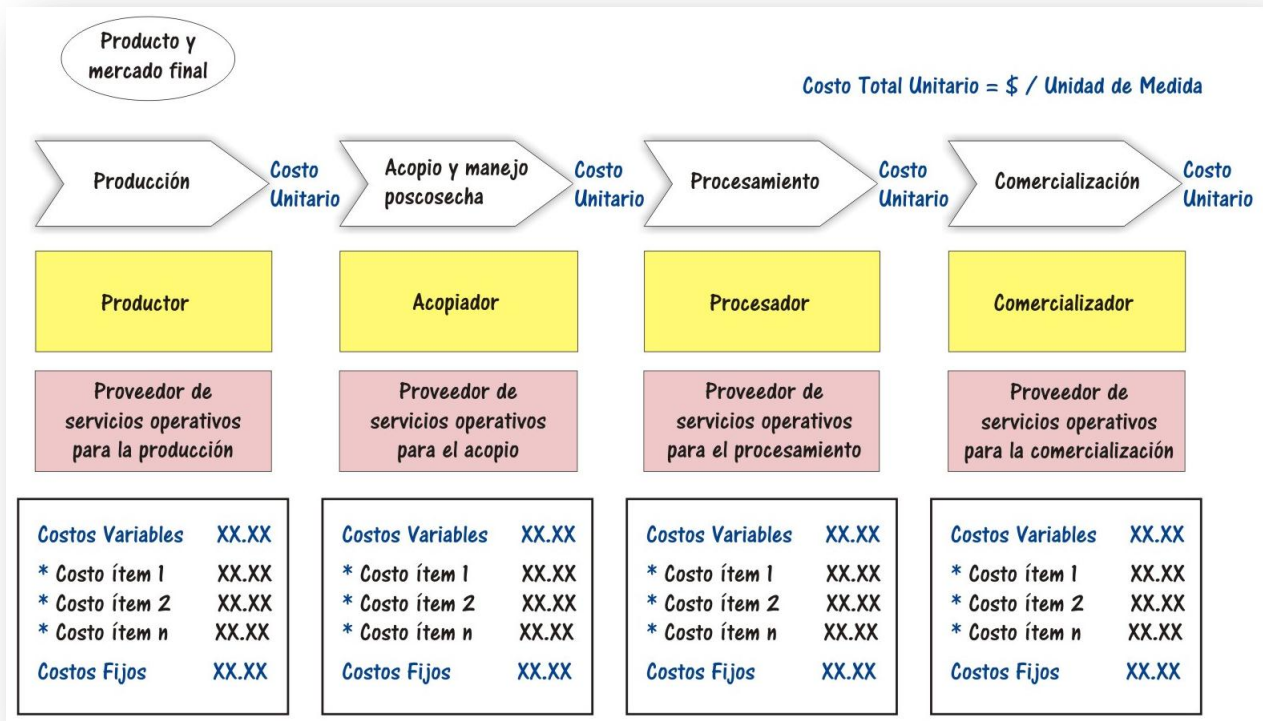 Producto y
mercado final
Costo Total Unitario = $ / Unidad de Medida
Producción
Costo
Unitario
Acopio y manejo
poscosecha
Costo
Unitario
Procesamiento
Costo
Unitario
Comercialización
Costo
Unitario
Productor
Acopiador
Procesador
Comercializador
Proveedor de
servicios operativos
para la producción
Proveedor de
servicios operativos
para el acopio
Proveedor de
servicios operativos
para el procesamiento
Proveedor de
servicios operativos
para la comercialización
Costos Variables XX.XX
* Costo ítem 1 XX.XX
* Costo ítem 2 XX.XX
* Costo ítem n XX.XX
Costos Fijos XX.XX
Costos Variables XX.XX
* Costo ítem 1 XX.XX
* Costo ítem 2 XX.XX
* Costo ítem n XX.XX
Costos Fijos XX.XX
Costos Variables XX.XX
* Costo ítem 1 XX.XX
* Costo ítem 2 XX.XX
* Costo ítem n XX.XX
Costos Fijos XX.XX
Costos Variables XX.XX
* Costo ítem 1 XX.XX
* Costo ítem 2 XX.XX
* Costo ítem n XX.XX
Costos Fijos XX.XX